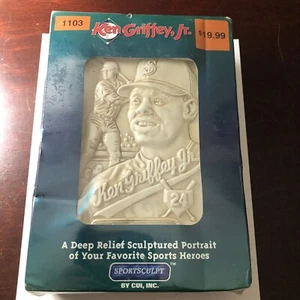 1103
Ken Griffey, Jr.
$19.99
Ken Griffey Jr
24
A Deep Relief Sculptured Portrait
of Your Favorite Sports Heroes
SPORTSCULPT™
BY CUI, INC.